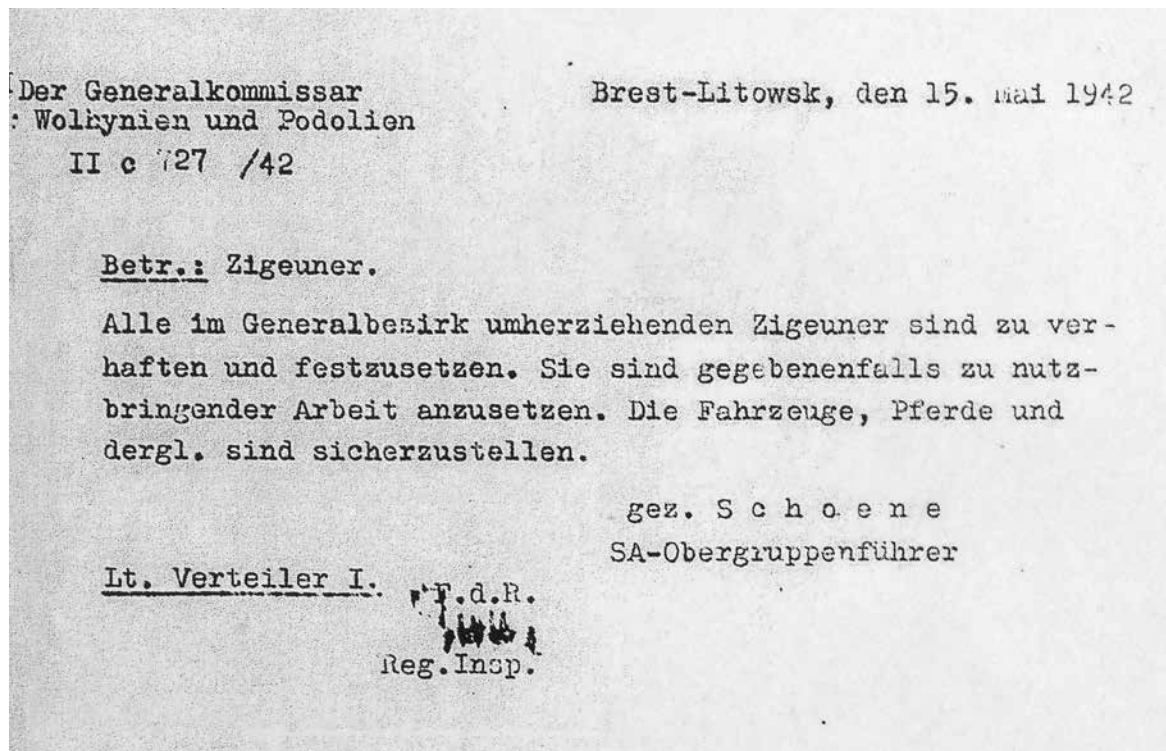 Der Generalkommissar
Brest-Litowsk, den 15. Mai 1942
: Wolhynien und Podolien
II c 727 /42
Betr.: Zigeuner.
Alle im Generalbezirk umherziehenden Zigeuner sind zu ver-
haften und festzusetzen. Sie sind gegebenenfalls zu nutz-
bringender Arbeit anzusetzen. Die Fahrzeuge, Pferde und
dergl. sind sicherzustellen.
gez. S c h o e n e
SA-Obergruppenführer
Lt. Verteiler I.
F.d.R.
Reg.Insp.